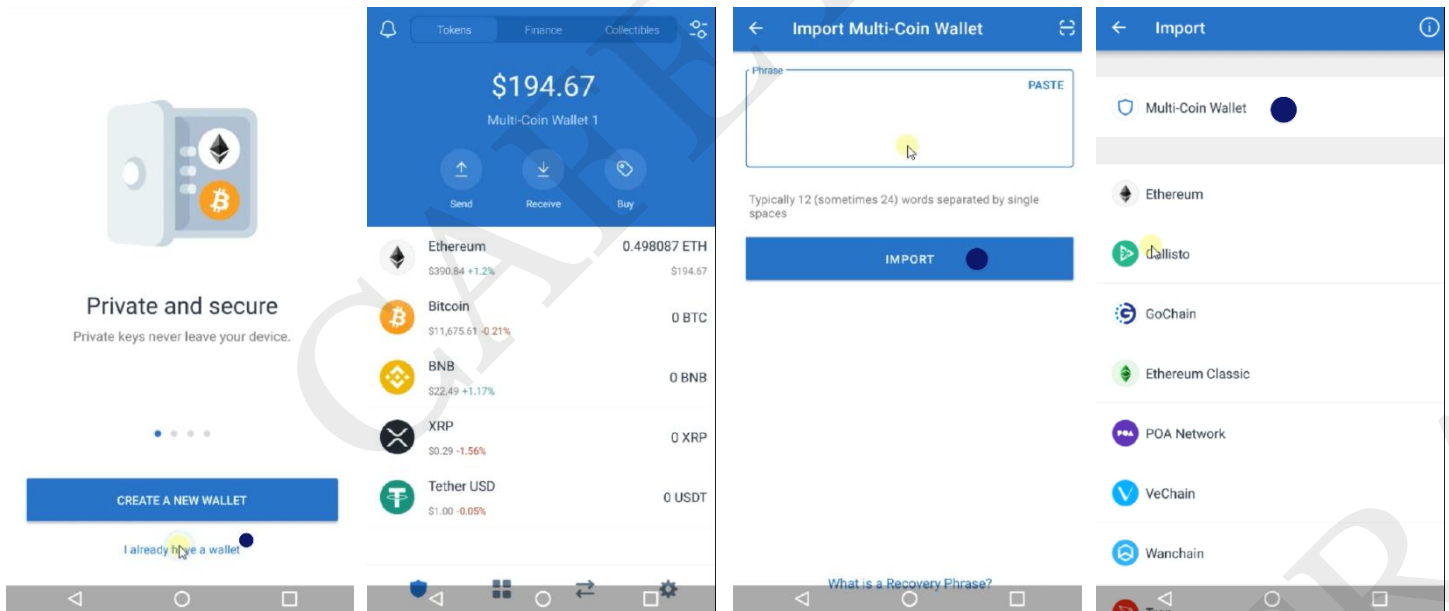 Private and secure
Private keys never leave your device.
CREATE A NEW WALLET
I already have a wallet
Tokens Finance Collectibles
$194.67
Multi-Coin Wallet 1
Send Receive Buy
Ethereum 0.498087 ETH
$390.84 +1.2% $194.67
Bitcoin 0 BTC
$11,675.61 -0.21%
BNB 0 BNB
$22.49 +1.17%
XRP 0 XRP
$0.29 -1.56%
Tether USD 0 USDT
$1.00 -0.05%
Import Multi-Coin Wallet
Phrase
PASTE
Typically 12 (sometimes 24) words separated by single
spaces
IMPORT
What is a Recovery Phrase?
Import
Multi-Coin Wallet
Ethereum
Callisto
GoChain
Ethereum Classic
POA
POA Network
VeChain
Wanchain